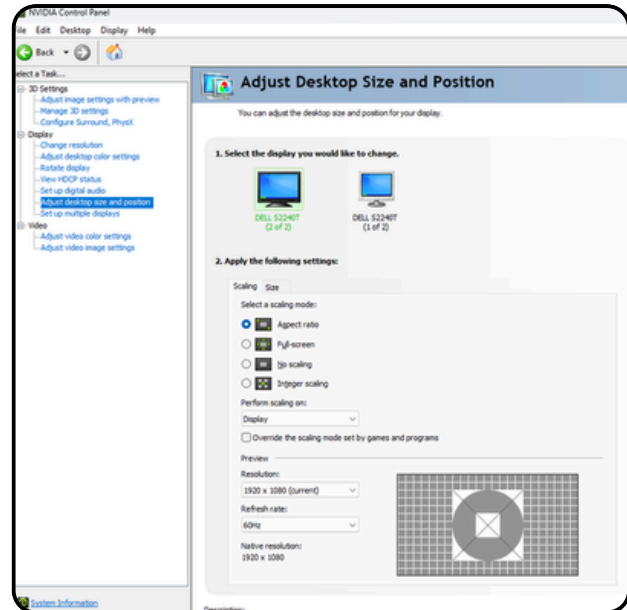 NVIDIA Control Panel
ile Edit Desktop Display Help
Back
elect a Task...
3D Settings
Adjust image settings with preview
Manage 3D settings
Configure Surround, PhysX
Display
Change resolution
Adjust desktop color settings
Rotate display
View HDCP status
Set up digital audio
Adjust desktop size and position
Set up multiple displays
Video
Adjust video color settings
Adjust video image settings
System Information
Adjust Desktop Size and Position
You can adjust the desktop size and position for your display.
1. Select the display you would like to change.
DELL S2240T
(2 of 2)
DELL S2240T
(1 of 2)
2. Apply the following settings:
Scaling Size
Select a scaling mode:
Aspect ratio
Full-screen
No scaling
Integer scaling
Perform scaling on:
Display
Override the scaling mode set by games and programs
Preview
Resolution:
1920 x 1080 (current)
Refresh rate:
60Hz
Native resolution:
1920 x 1080
Description: